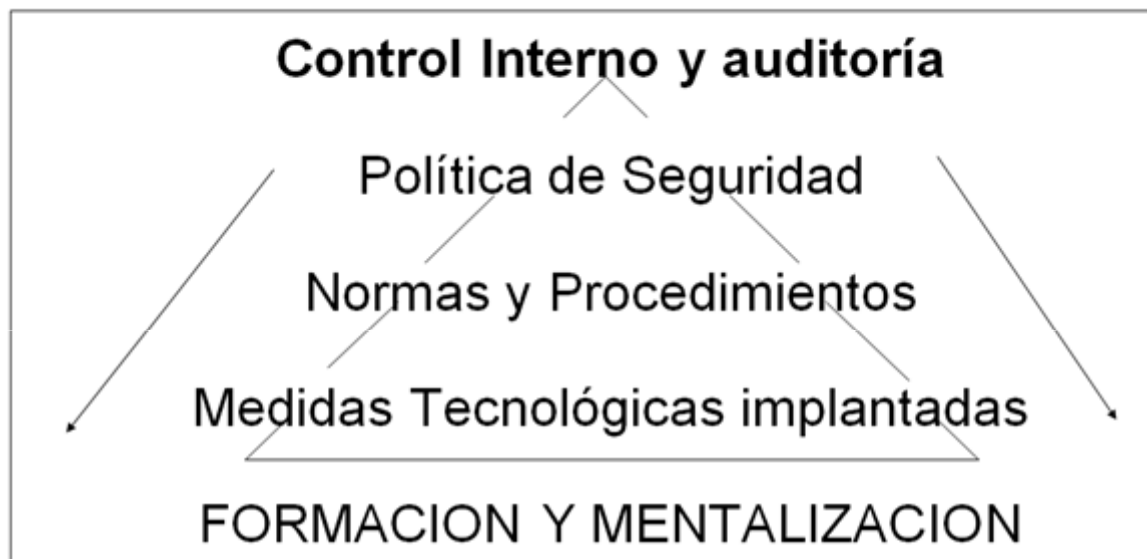 Control Interno y auditoría
Política de Seguridad
Normas y Procedimientos
Medidas Tecnológicas implantadas
FORMACION Y MENTALIZACION